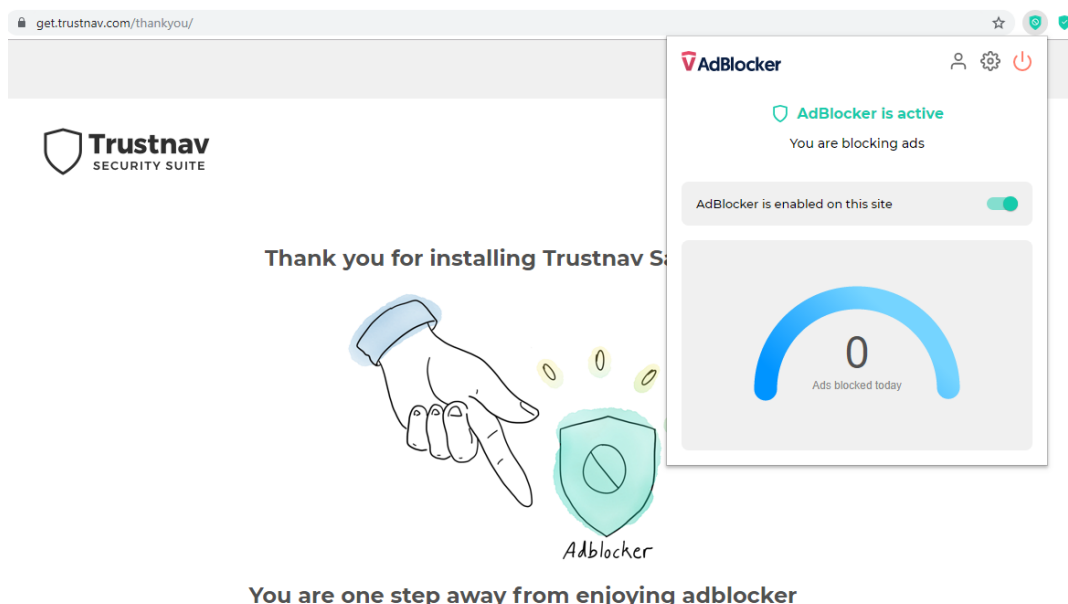 get.trustnav.com/thankyou/
AdBlocker
AdBlocker is active
You are blocking ads
Trustnav
SECURITY SUITE
AdBlocker is enabled on this site
Thank you for installing Trustnav
0
Ads blocked today
Adblocker
You are one step away from enjoying adblocker